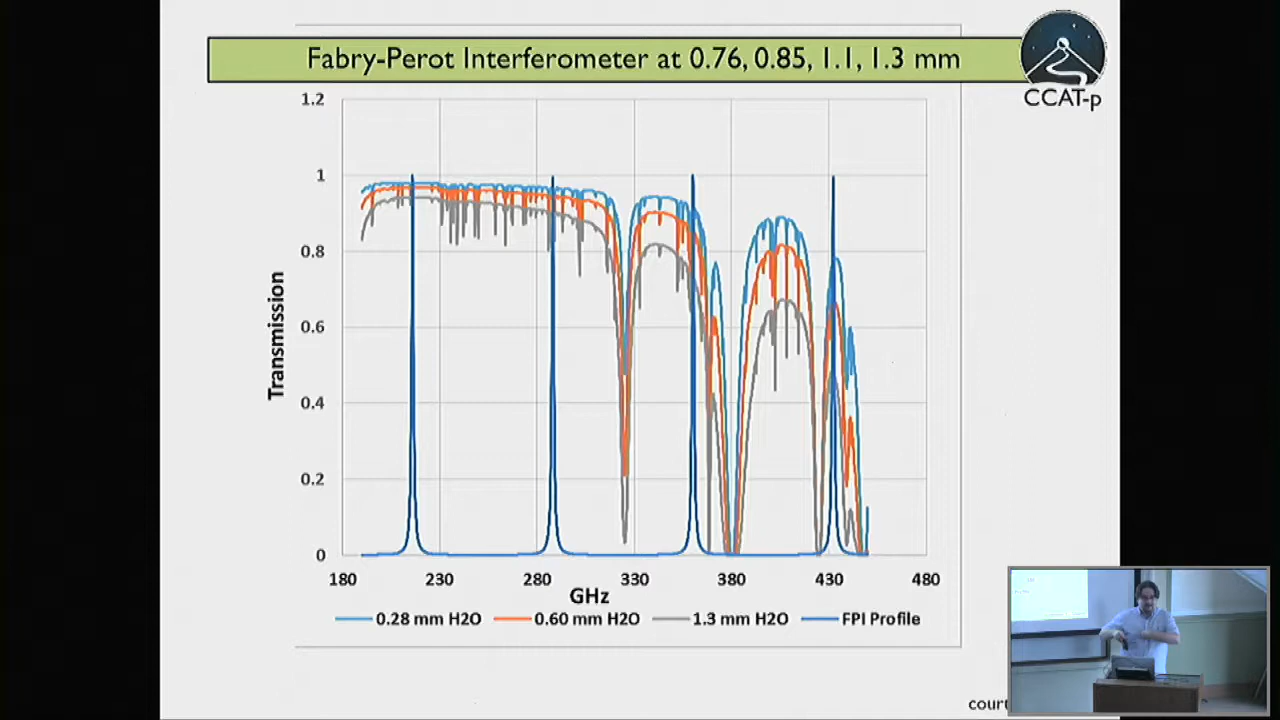 Fabry-Perot Interferometer at 0.76, 0.85, 1.1, 1.3 mm
CCAT-p
1.2
1
0.8
0.6
0.4
0.2
0
Transmission
180 230 280 330 380 430 480
GHz
0.28 mm H2O 0.60 mm H2O 1.3 mm H2O FPI Profile